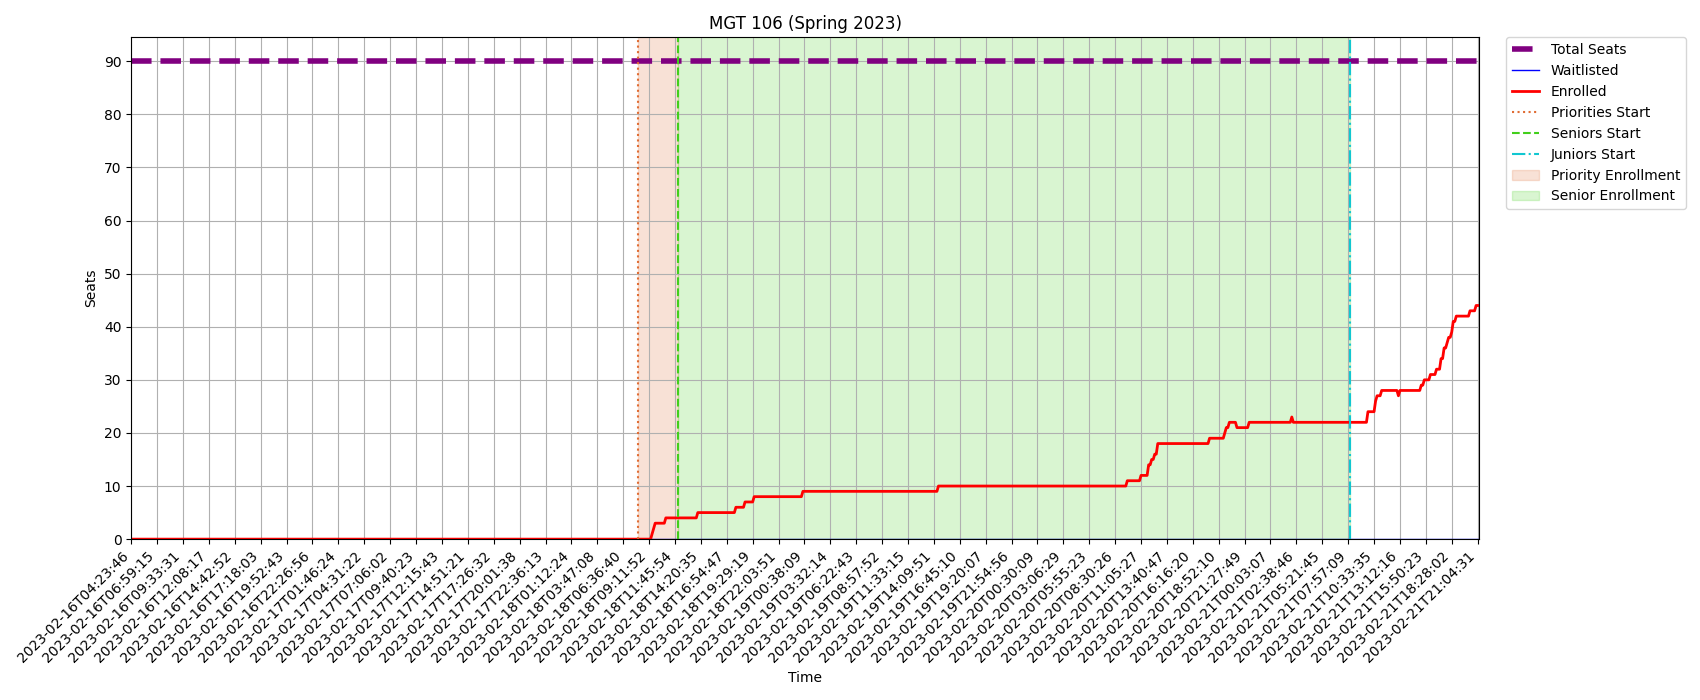 MGT 106 (Spring 2023)
Total Seats
Waitlisted
Enrolled
Priorities Start
Seniors Start
Juniors Start
Priority Enrollment
Senior Enrollment
Seats
90
80
70
60
50
40
30
20
10
0
2023-02-16T04:23:46
2023-02-16T06:59:15
2023-02-16T09:33:31
2023-02-16T12:08:17
2023-02-16T14:42:52
2023-02-16T17:18:03
2023-02-16T19:52:43
2023-02-16T22:26:56
2023-02-17T01:46:24
2023-02-17T04:31:22
2023-02-17T07:06:02
2023-02-17T09:40:23
2023-02-17T12:15:43
2023-02-17T14:51:21
2023-02-17T17:26:32
2023-02-17T20:01:38
2023-02-17T22:36:13
2023-02-18T01:12:24
2023-02-18T03:47:08
2023-02-18T06:36:40
2023-02-18T09:11:52
2023-02-18T11:45:54
2023-02-18T14:20:35
2023-02-18T16:54:47
2023-02-18T19:29:19
2023-02-18T22:03:51
2023-02-19T00:38:09
2023-02-19T03:32:14
2023-02-19T06:22:43
2023-02-19T08:57:52
2023-02-19T11:33:15
2023-02-19T14:09:51
2023-02-19T16:45:10
2023-02-19T19:20:07
2023-02-19T21:54:56
2023-02-20T00:30:09
2023-02-20T03:06:29
2023-02-20T05:55:23
2023-02-20T08:30:26
2023-02-20T11:05:27
2023-02-20T13:40:47
2023-02-20T16:16:20
2023-02-20T18:52:10
2023-02-20T21:27:49
2023-02-21T00:03:07
2023-02-21T02:38:46
2023-02-21T05:21:45
2023-02-21T07:57:09
2023-02-21T10:33:35
2023-02-21T13:12:16
2023-02-21T15:50:23
2023-02-21T18:28:02
2023-02-21T21:04:31
Time